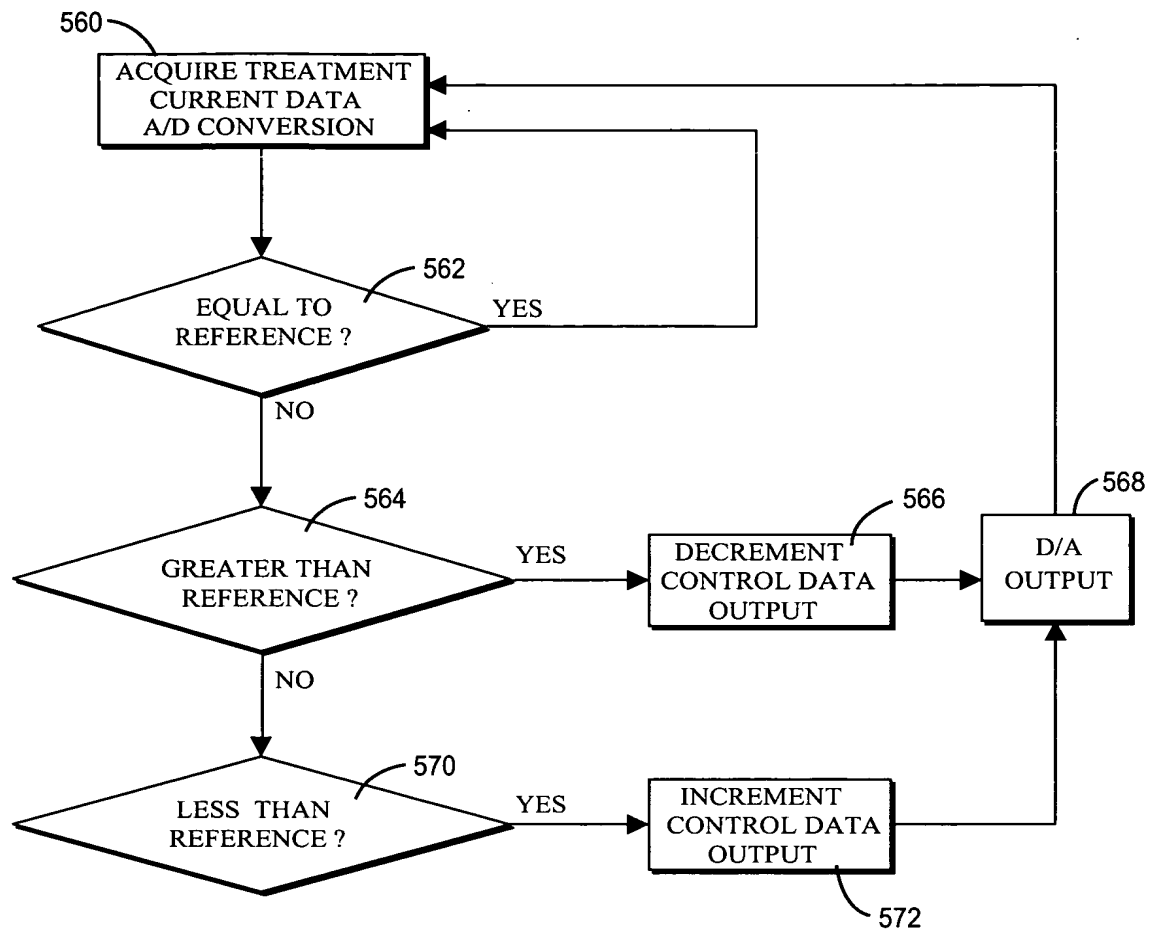 560
ACQUIRE TREATMENT
CURRENT DATA
A/D CONVERSION
562
EQUAL TO
REFERENCE ?
YES
NO
564
GREATER THAN
REFERENCE ?
YES
566
DECREMENT
CONTROL DATA
OUTPUT
568
D/A
OUTPUT
NO
570
LESS THAN
REFERENCE ?
YES
INCREMENT
CONTROL DATA
OUTPUT
572